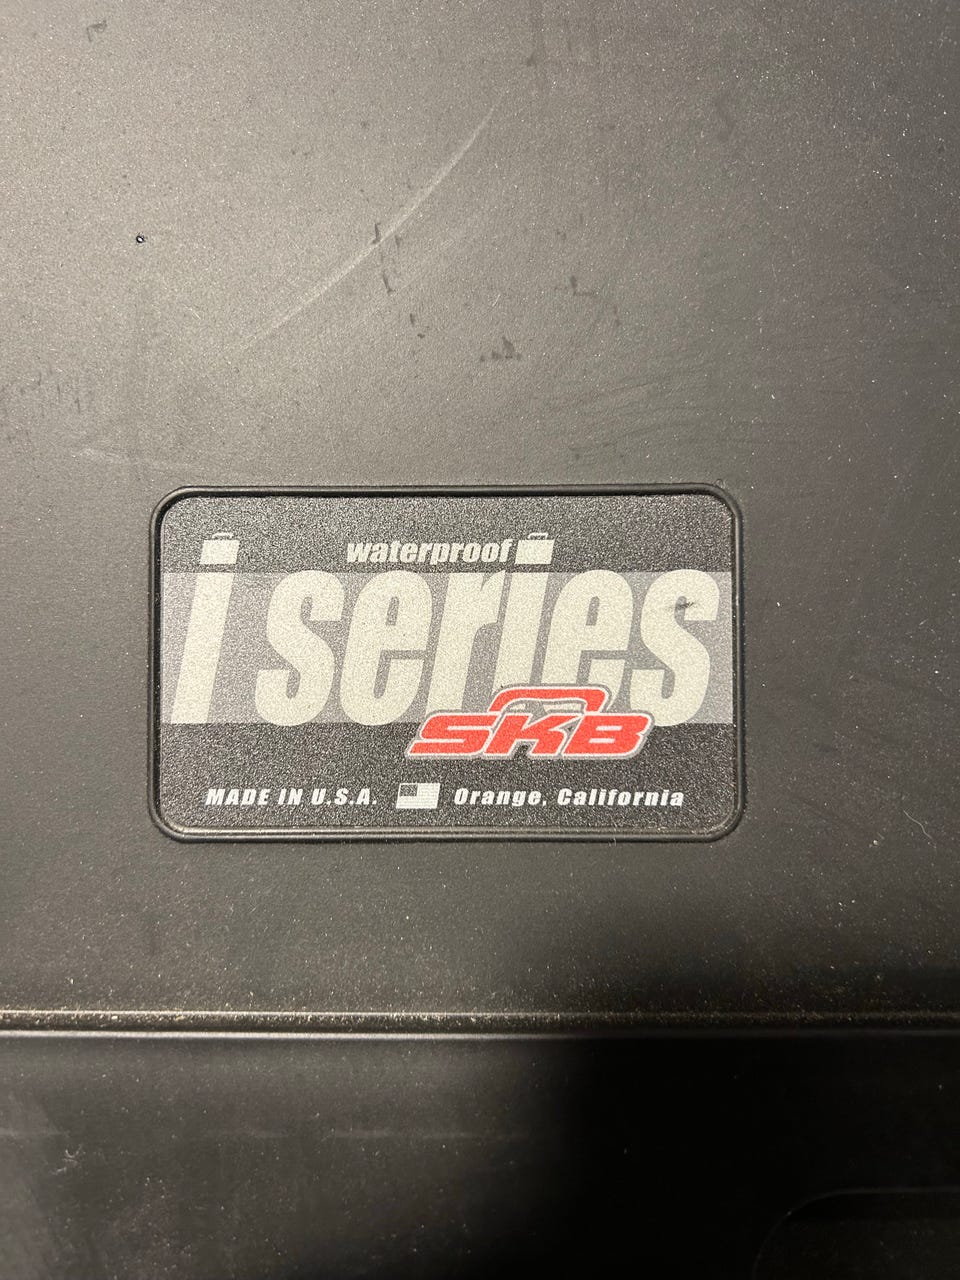 waterproof
i series
SKB
MADE IN U.S.A. Orange, California